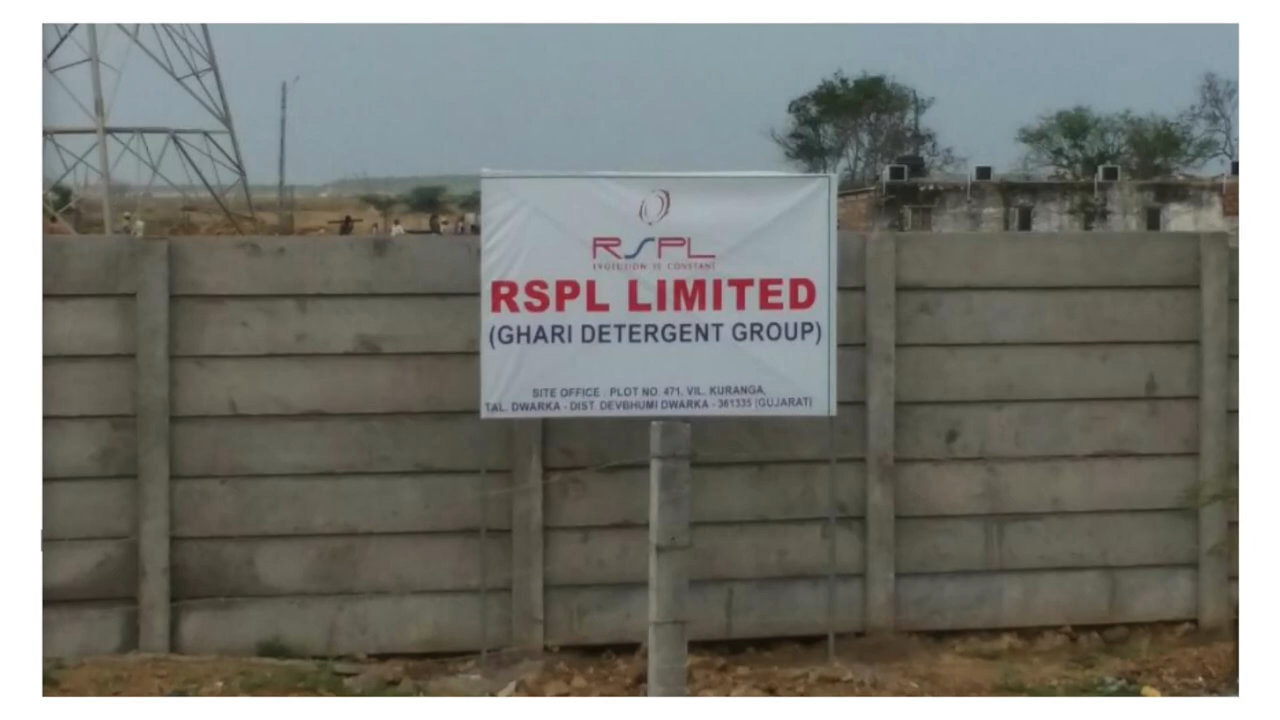 RSPL
EVOLUTION IS CONSTANT
RSPL LIMITED
(GHARI DETERGENT GROUP)
SITE OFFICE : PLOT NO. 471, VIL. KURANGA,
TAL. DWARKA - DIST. DEVBHUMI DWARKA - 361335 (GUJARAT)